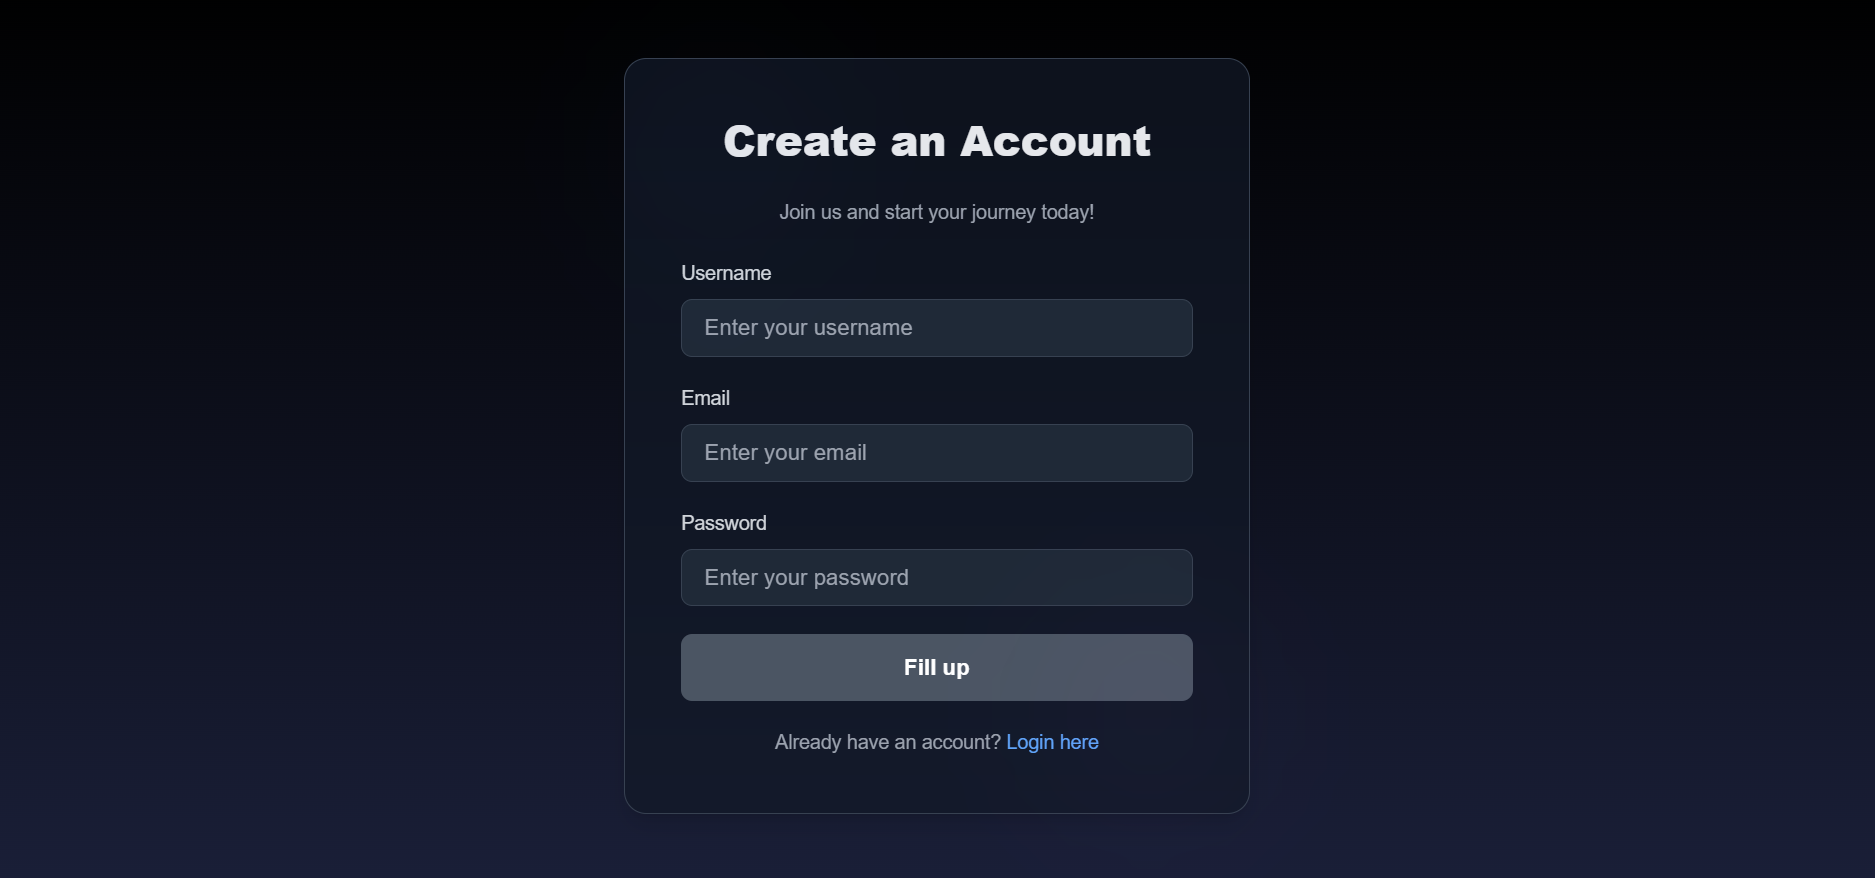 Create an Account
Join us and start your journey today!
Username
Enter your username
Email
Enter your email
Password
Enter your password
Fill up
Already have an account? Login here